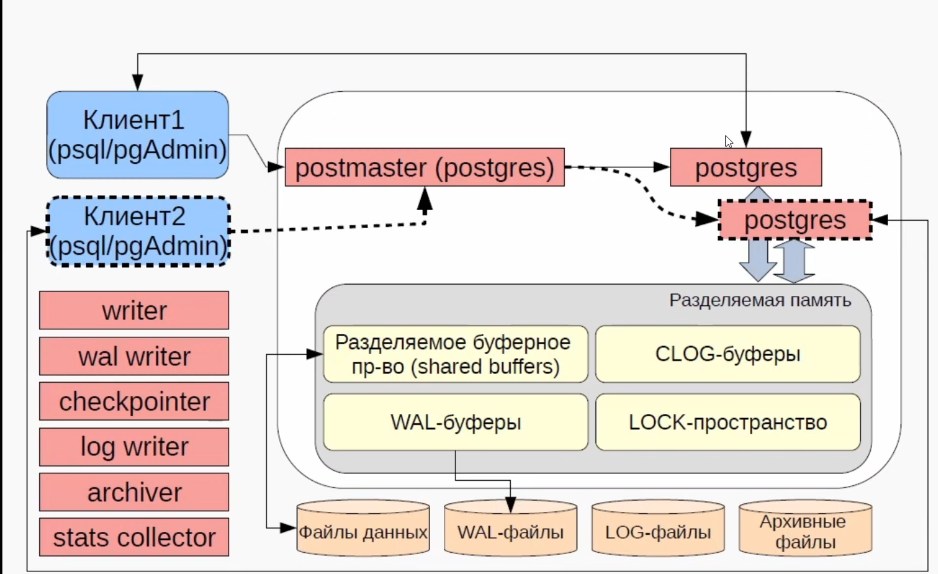 Клиент1
(psql/pgAdmin)
postmaster (postgres)
postgres
Клиент2
(psql/pgAdmin)
postgres
writer
wal writer
checkpointer
log writer
archiver
stats collector
Разделяемая память
Разделяемое буферное
пр-во (shared buffers)
CLOG-буферы
WAL-буферы
LOCK-пространство
Файлы данных
WAL-файлы
LOG-файлы
Архивные
файлы